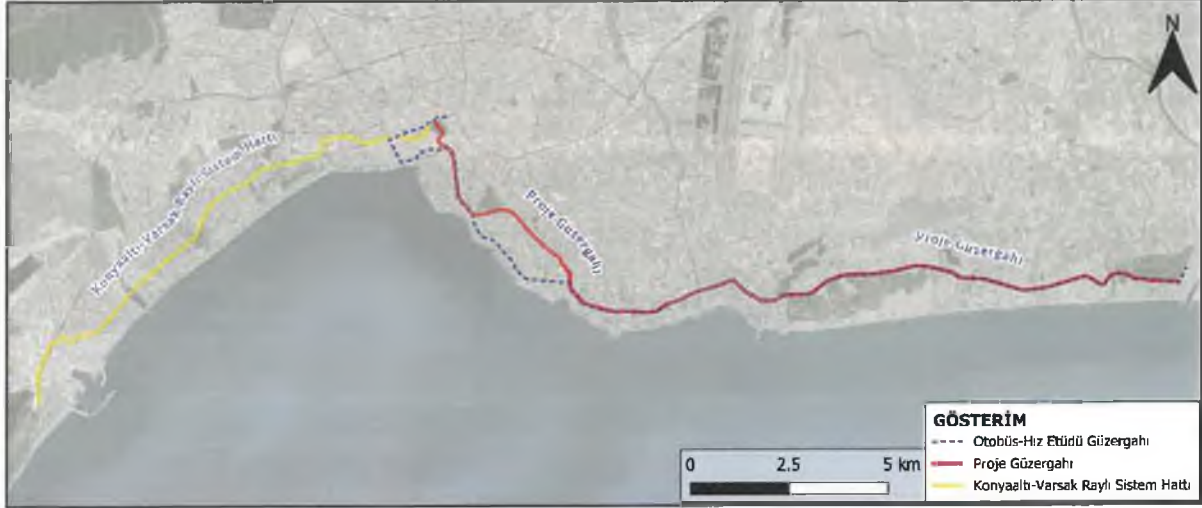 N
Konyaaltı-Varsak Raylı Sistem Hattı
Proje Güzergahı
Proje Güzergahı
GÖSTERİM
Otobüs-Hız Etüdü Güzergahı
Proje Güzergahı
Konyaaltı-Varsak Raylı Sistem Hattı
0 2.5 5 km